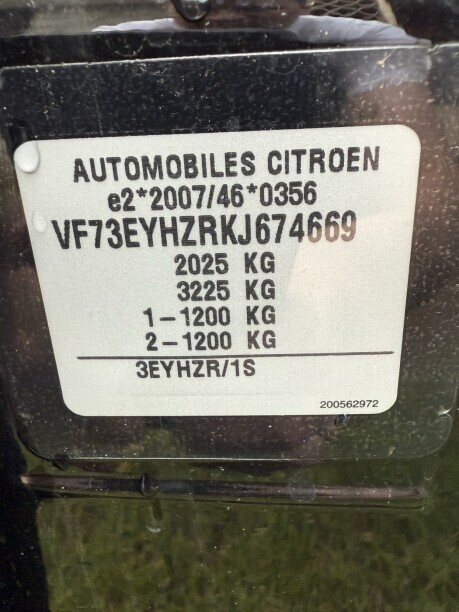 AUTOMOBILES CITROEN
e2*2007/46*0356
VF73EYHZRKJ674669
2025 KG
3225 KG
1-1200 KG
2-1200 KG
3EYHZR/1S
200562972